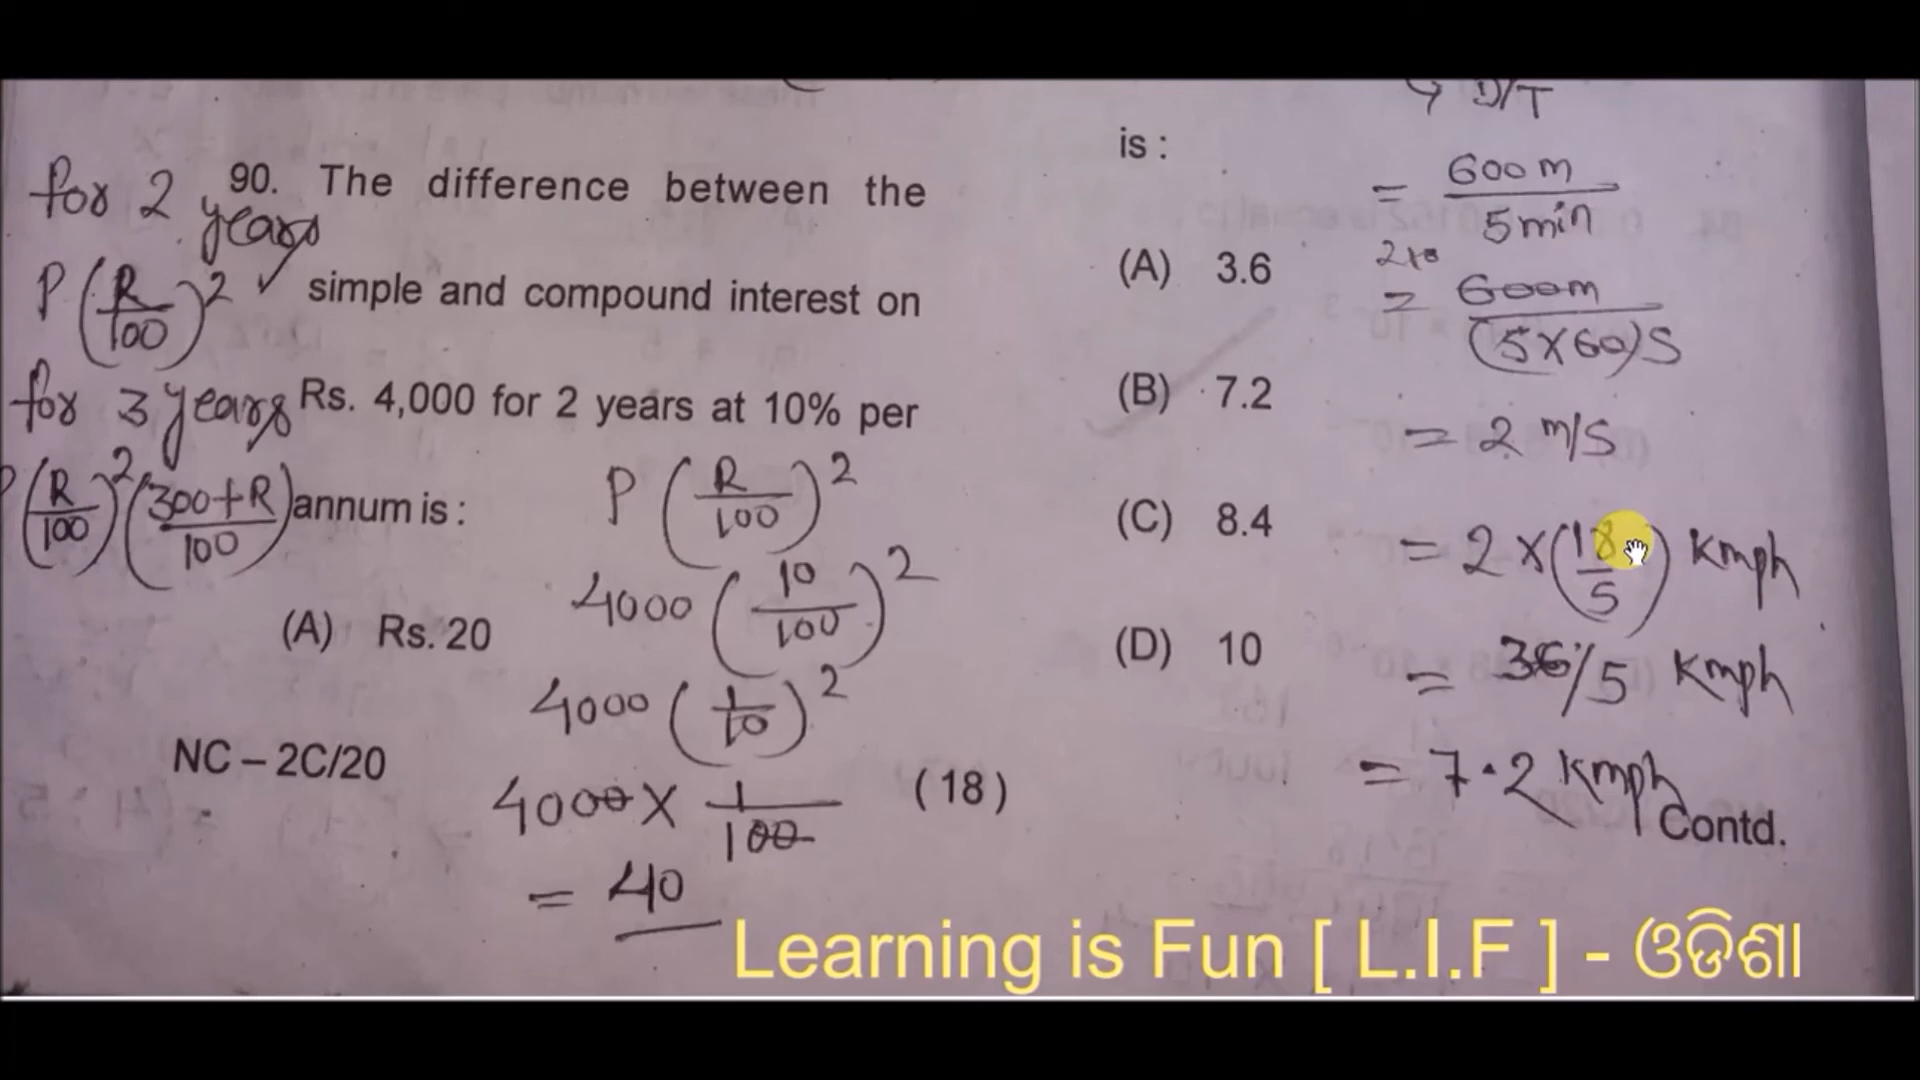 for 2 years
P(R/100)2 ✓
for 3 years
P(R/100)2(300+R/100)
90. The difference between the
simple and compound interest on
Rs. 4,000 for 2 years at 10% per
annum is :
P(R/100)2
4000(10/100)2
4000(1/10)2
4000×1/100
= 40
(A) Rs. 20
NC – 2C/20
(18)
is :
(A) 3.6
(B) 7.2
(C) 8.4
(D) 10
↳ D/T
= 600m/5min
= 600m/(5×60)S
= 2 m/s
= 2×(18/5) Kmph
= 36/5 Kmph
= 7.2 Kmph
Contd.
Learning is Fun [ L.I.F ] - ଓଡିଶା